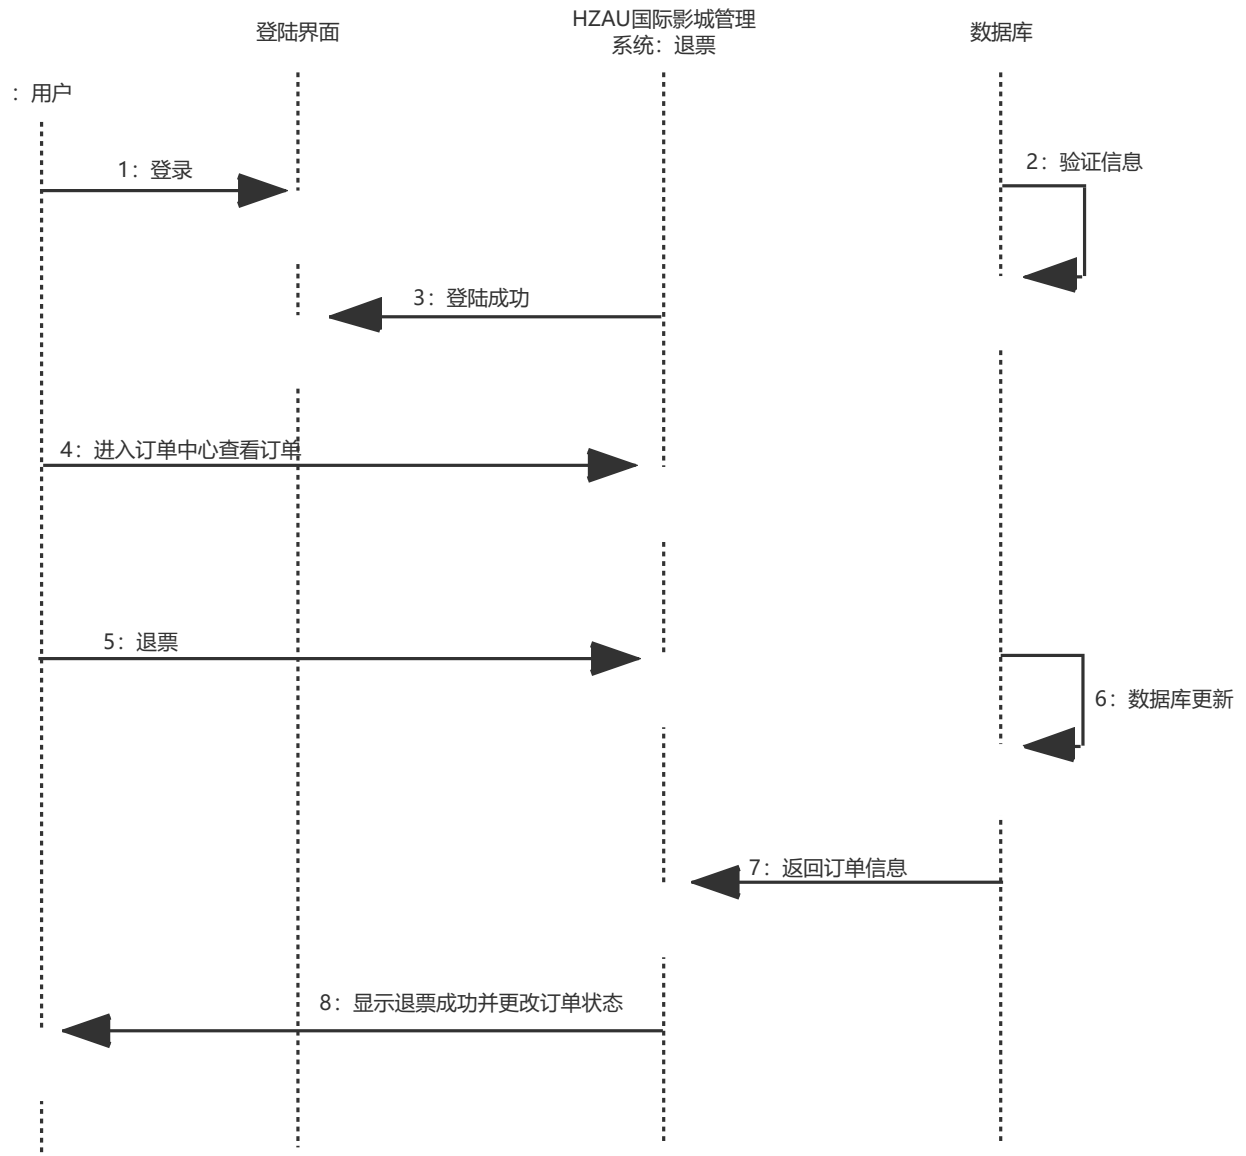 登陆界面
HZAU国际影城管理
系统：退票
数据库
：用户
1：登录
2：验证信息
3：登陆成功
4：进入订单中心查看订单
5：退票
6：数据库更新
7：返回订单信息
8：显示退票成功并更改订单状态